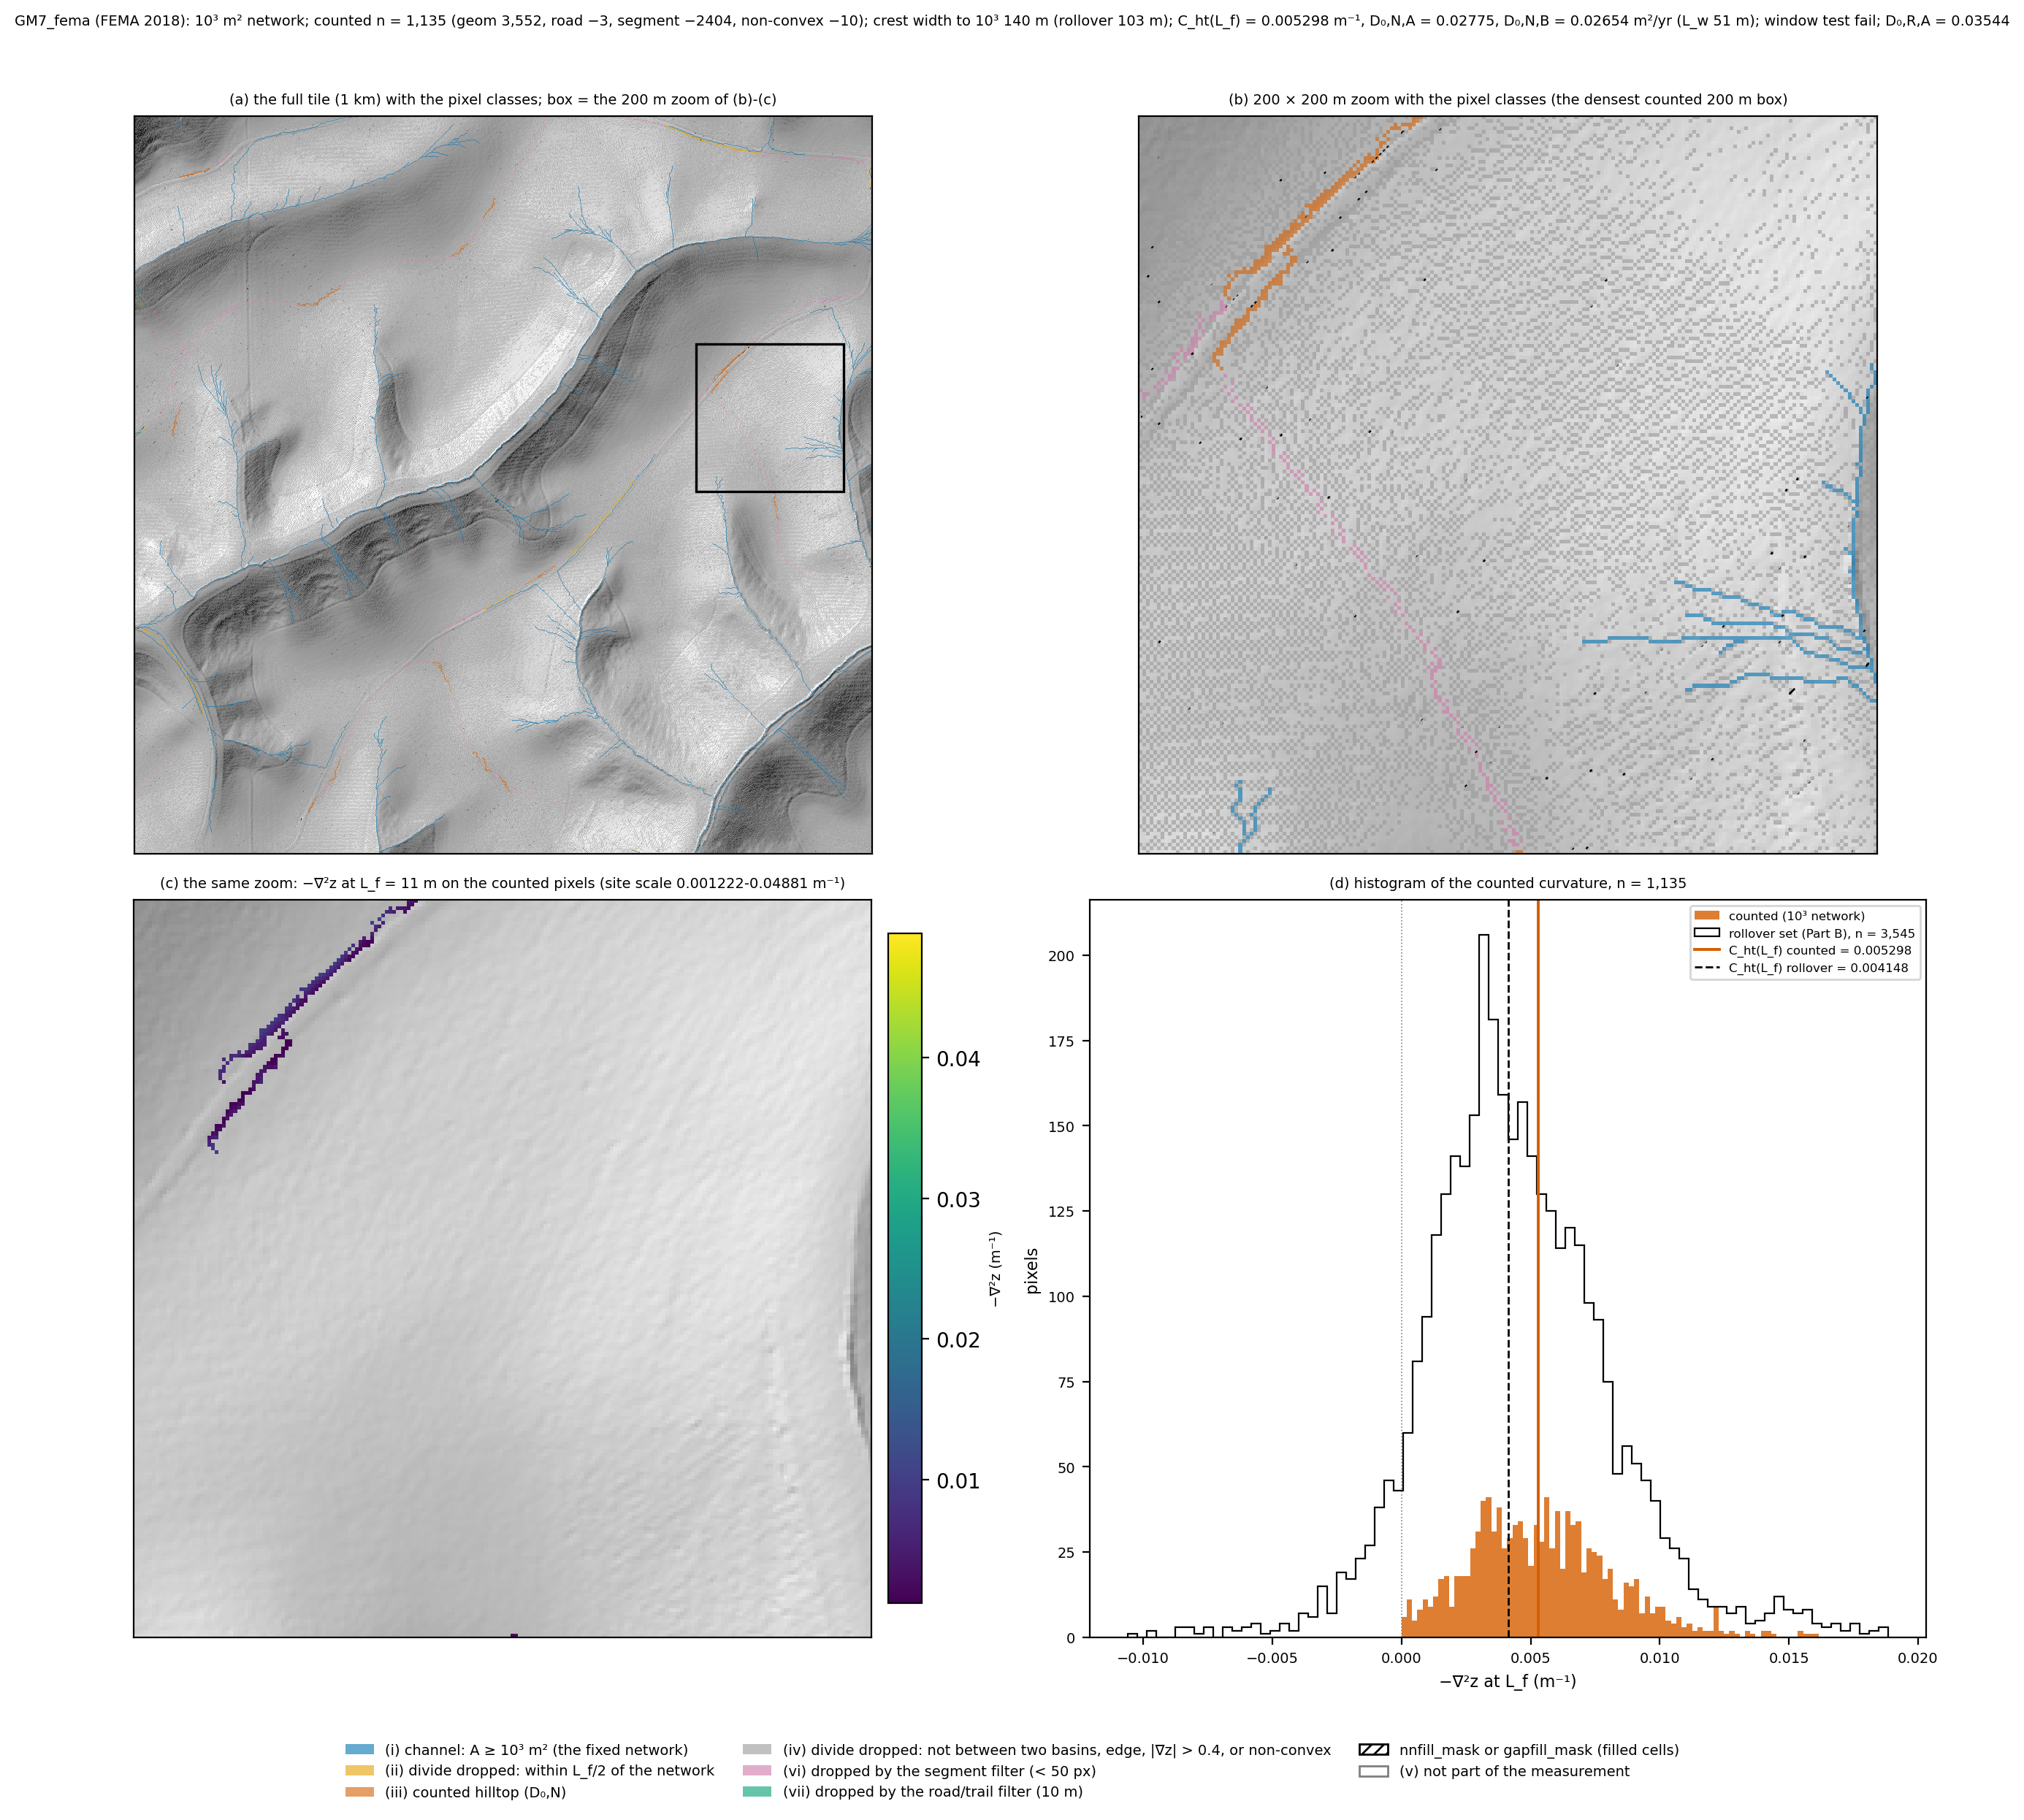 GM7_fema (FEMA 2018): 10³ m² network; counted n = 1,135 (geom 3,552, road −3, segment −2404, non-convex −10); crest width to 10³ 140 m (rollover 103 m); C_ht(L_f) = 0.005298 m⁻¹, D₀,N,A = 0.02775, D₀,N,B = 0.02654 m²/yr (L_w 51 m); window test fail; D₀,R,A = 0.03544
(a) the full tile (1 km) with the pixel classes; box = the 200 m zoom of (b)-(c)
(b) 200 × 200 m zoom with the pixel classes (the densest counted 200 m box)
(c) the same zoom: −∇²z at L_f = 11 m on the counted pixels (site scale 0.001222-0.04881 m⁻¹)
0.04
0.03
0.02
0.01
−∇²z (m⁻¹)
(d) histogram of the counted curvature, n = 1,135
counted (10³ network)
rollover set (Part B), n = 3,545
C_ht(L_f) counted = 0.005298
C_ht(L_f) rollover = 0.004148
200
175
150
125
100
75
50
25
0
pixels
−0.010
−0.005
0.000
0.005
0.010
0.015
0.020
−∇²z at L_f (m⁻¹)
(i) channel: A ≥ 10³ m² (the fixed network)
(ii) divide dropped: within L_f/2 of the network
(iii) counted hilltop (D₀,N)
(iv) divide dropped: not between two basins, edge, |∇z| > 0.4, or non-convex
(vi) dropped by the segment filter (< 50 px)
(vii) dropped by the road/trail filter (10 m)
nnfill_mask or gapfill_mask (filled cells)
(v) not part of the measurement